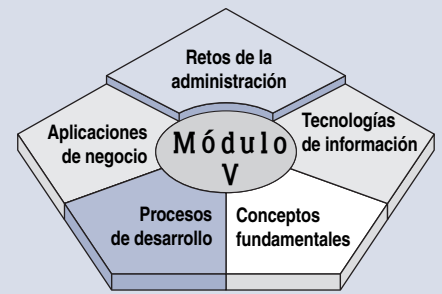 Retos de la
administración
Aplicaciones
de negocio
Módulo
V
Tecnologías
de información
Procesos
de desarrollo
Conceptos
fundamentales